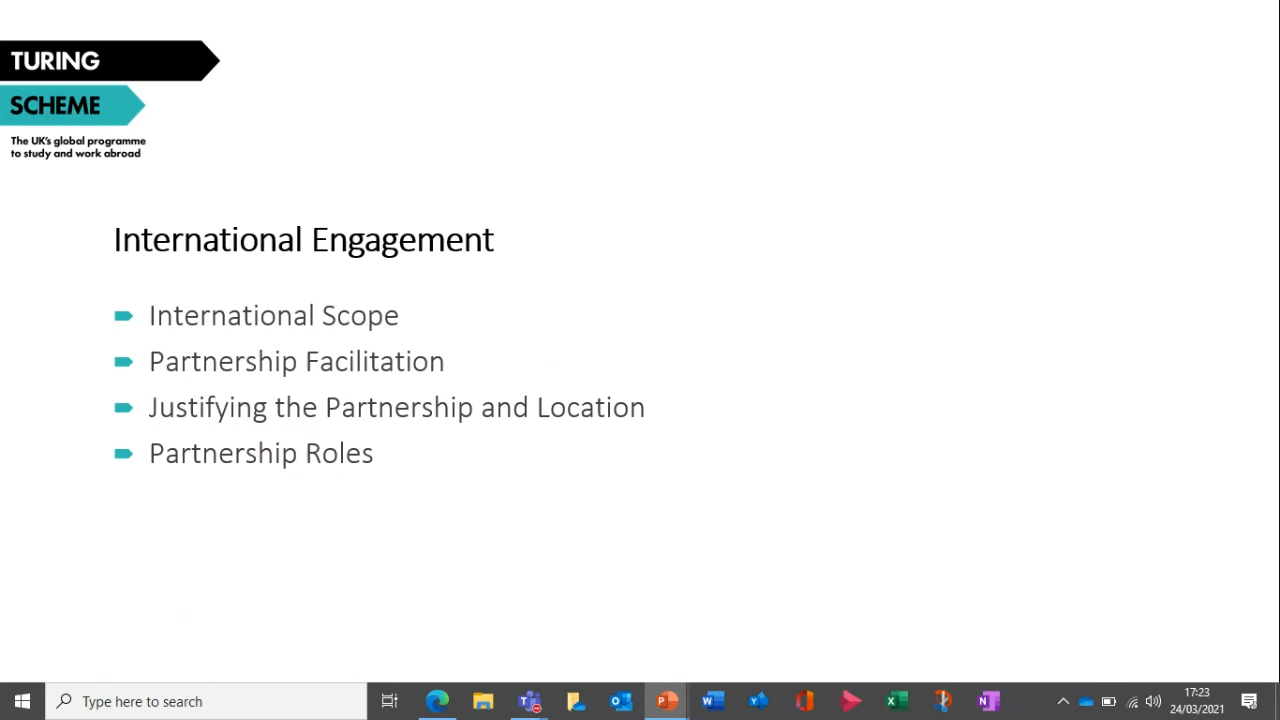 TURING
SCHEME
The UK's global programme
to study and work abroad
International Engagement
International Scope
Partnership Facilitation
Justifying the Partnership and Location
Partnership Roles
Type here to search
17:23
24/03/2021